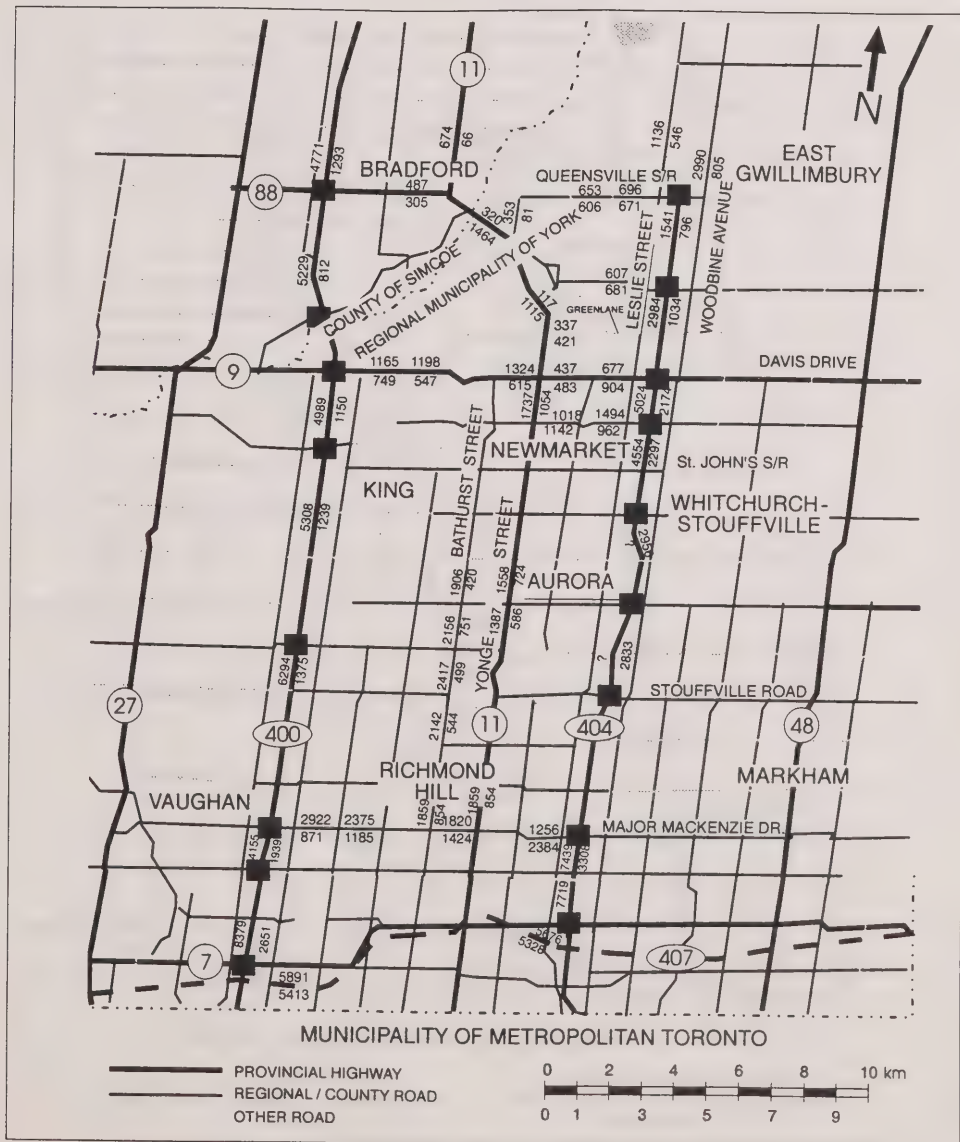 11
N
674
66
1136
546
4771
1293
BRADFORD
2990
805
EAST
GWILLIMBURY
QUEENSVILLE S/R
88
487
305
653 696
606 671
320
1464
353
81
1541
796
LESLIE STREET
WOODBINE AVENUE
5229
812
COUNTY OF SIMCOE
REGIONAL MUNICIPALITY OF YORK
607
681
GREENLANE
2984
1034
117
1115
337
421
9
1165 1198
749 547
1324 437 677
615 483 904
DAVIS DRIVE
4989
1150
1737
1054
5024
2174
1018 1494
1142 962
NEWMARKET
4554
2297
St. JOHN'S S/R
KING
BATHURST STREET
5308
1239
WHITCHURCH-
STOUFFVILLE
YONGE STREET
1906
420
1558
724
AURORA
2156
751
1387
586
6294
1375
2417
499
?
2833
STOUFFVILLE ROAD
27
400
2142
544
11
404
48
RICHMOND
HILL
MARKHAM
VAUGHAN
1859
854
1859
854
2922 2375 1820
871 1185 1424
1256
2384
MAJOR MACKENZIE DR.
4155
1939
7439
3308
7719
8379
2651
5328
7
407
5891
5413
MUNICIPALITY OF METROPOLITAN TORONTO
PROVINCIAL HIGHWAY
REGIONAL / COUNTY ROAD
OTHER ROAD
0 2 4 6 8 10 km
0 1 3 5 7 9